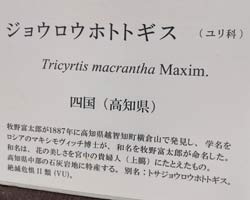 ジョウロウホトトギス （ユリ科）
Tricyrtis macrantha Maxim.
四国（高知県）
牧野富太郎が1887年に高知県越智町横倉山で発見し、学名を
ロシアのマキシモヴィッチ博士が、和名を牧野富太郎が命名した。
和名は、花の美しさを宮中の貴婦人（上臈）にたとえたもの。
高知県中部の石灰岩地に特産する。別名：トサジョウロウホトトギス。
絶滅危惧II類（VU）。